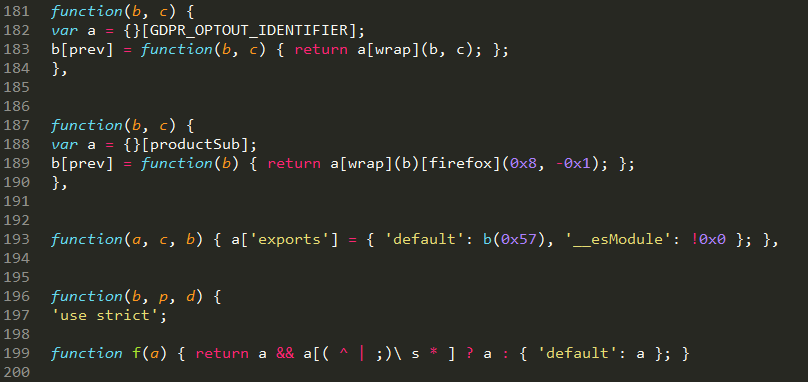 181 function(b, c) {
182 var a = {}[GDPR_OPTOUT_IDENTIFIER];
183 b[prev] = function(b, c) { return a[wrap](b, c); };
184 },
185
186
187 function(b, c) {
188 var a = {}[productSub];
189 b[prev] = function(b) { return a[wrap](b)[firefox](0x8, -0x1); };
190 },
191
192
193 function(a, c, b) { a['exports'] = { 'default': b(0x57), '__esModule': !0x0 }; },
194
195
196 function(b, p, d) {
197 'use strict';
198
199 function f(a) { return a && a[( ^ | ;)\ s * ] ? a : { 'default': a }; }
200